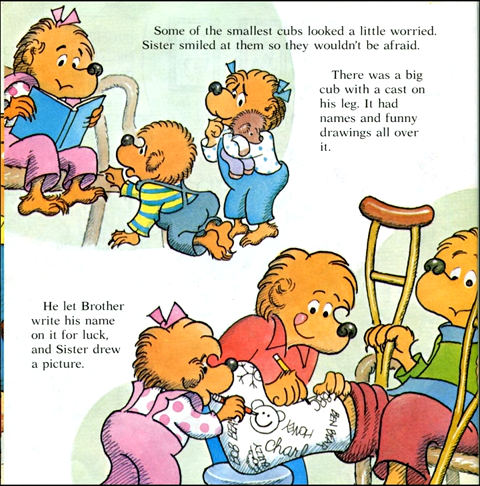 Some of the smallest cubs looked a little worried.
Sister smiled at them so they wouldn't be afraid.
There was a big
cub with a cast on
his leg. It had
names and funny
drawings all over
it.
He let Brother
write his name
on it for luck,
and Sister drew
a picture.
Charl